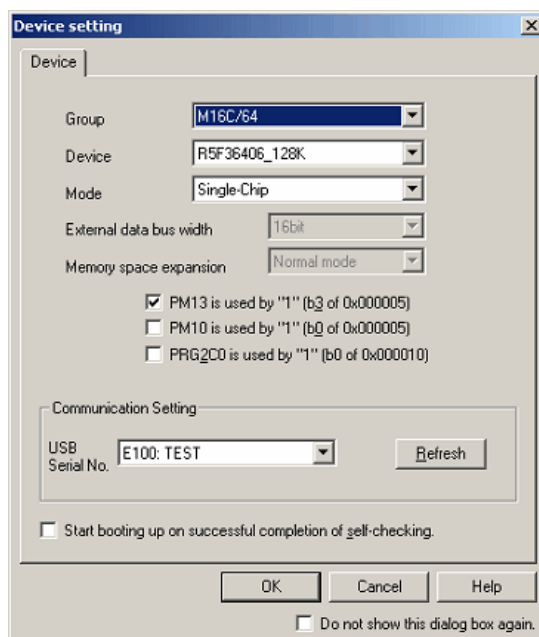 Device setting
Device
Group M16C/64
Device R5F36406_128K
Mode Single-Chip
External data bus width 16bit
Memory space expansion Normal mode
PM13 is used by "1" (b3 of 0x000005)
PM10 is used by "1" (b0 of 0x000005)
PRG2C0 is used by "1" (b0 of 0x000010)
Communication Setting
USB
Serial No. E100: TEST Refresh
Start booting up on successful completion of self-checking.
OK Cancel Help
Do not show this dialog box again.